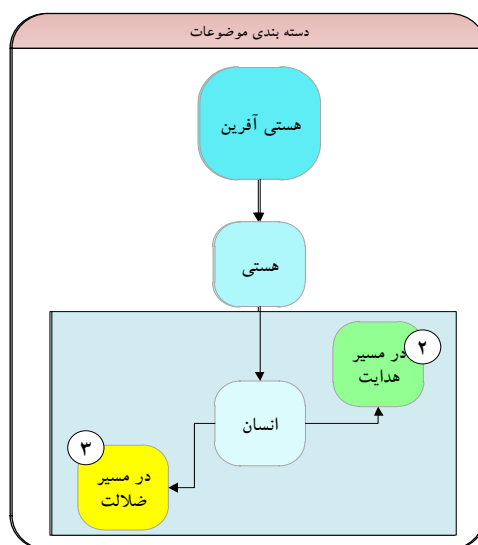 دسته بندی موضوعات
هستی آفرین
هستی
۲
در مسیر
هدایت
انسان
۳
در مسیر
ضلالت